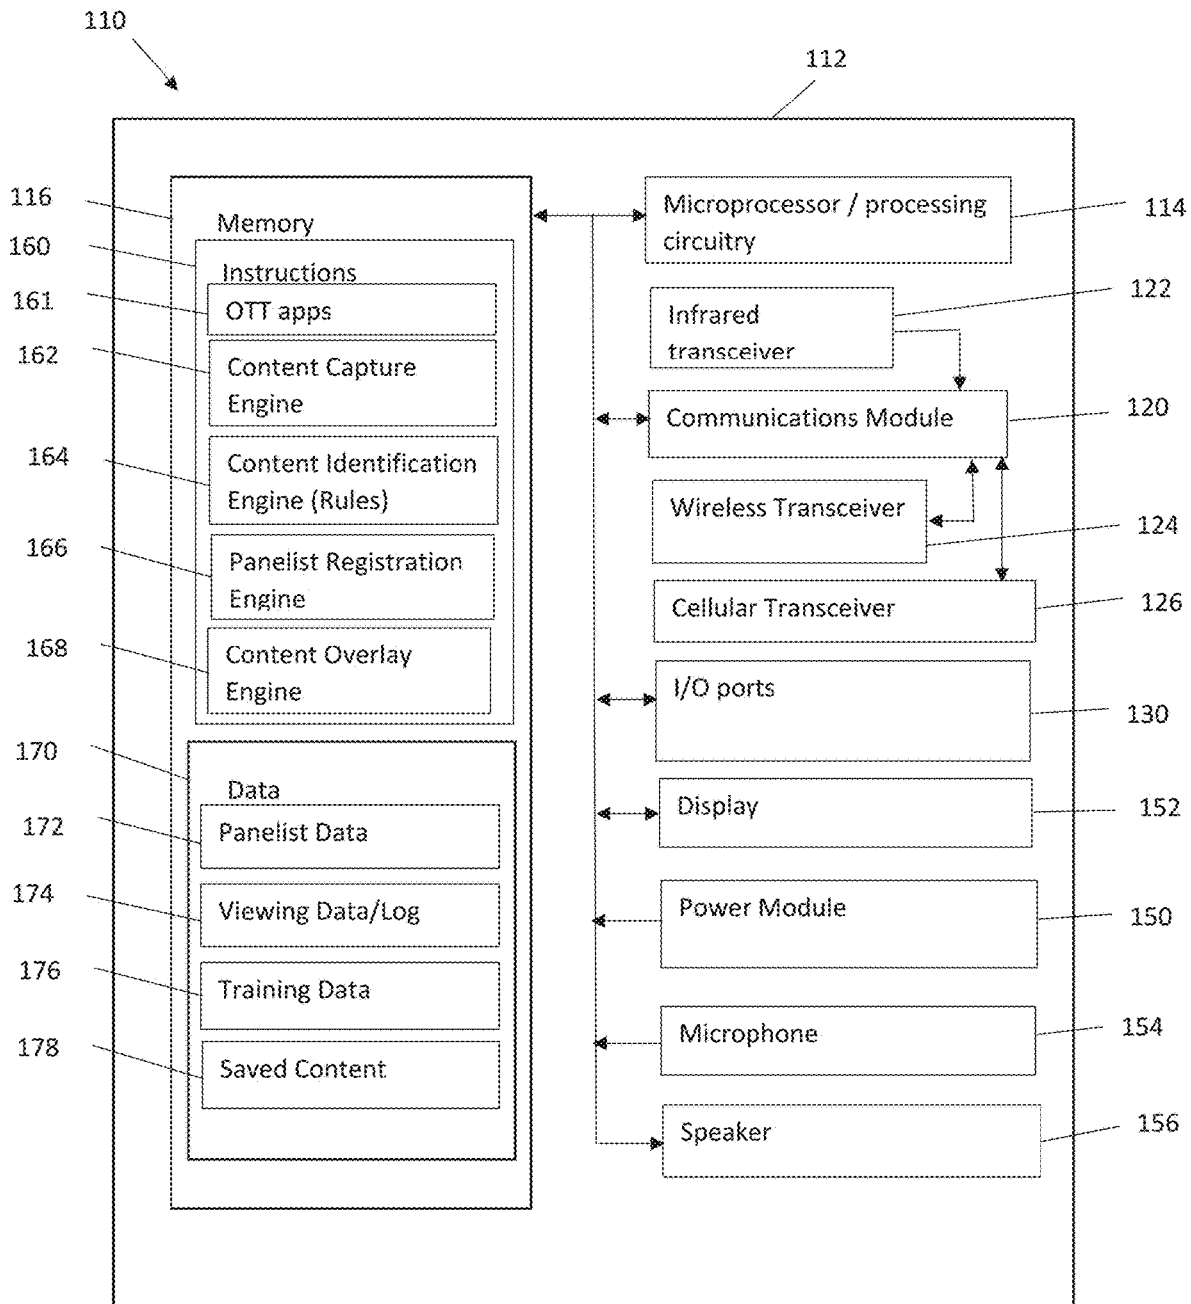 110
112
116
Memory
160
Instructions
161
OTT apps
162
Content Capture
Engine
164
Content Identification
Engine (Rules)
166
Panelist Registration
Engine
168
Content Overlay
Engine
170
Data
172
Panelist Data
174
Viewing Data/Log
176
Training Data
178
Saved Content
Microprocessor / processing
circuitry
114
Infrared
transceiver
122
Communications Module
120
Wireless Transceiver
124
Cellular Transceiver
126
I/O ports
130
Display
152
Power Module
150
Microphone
154
Speaker
156